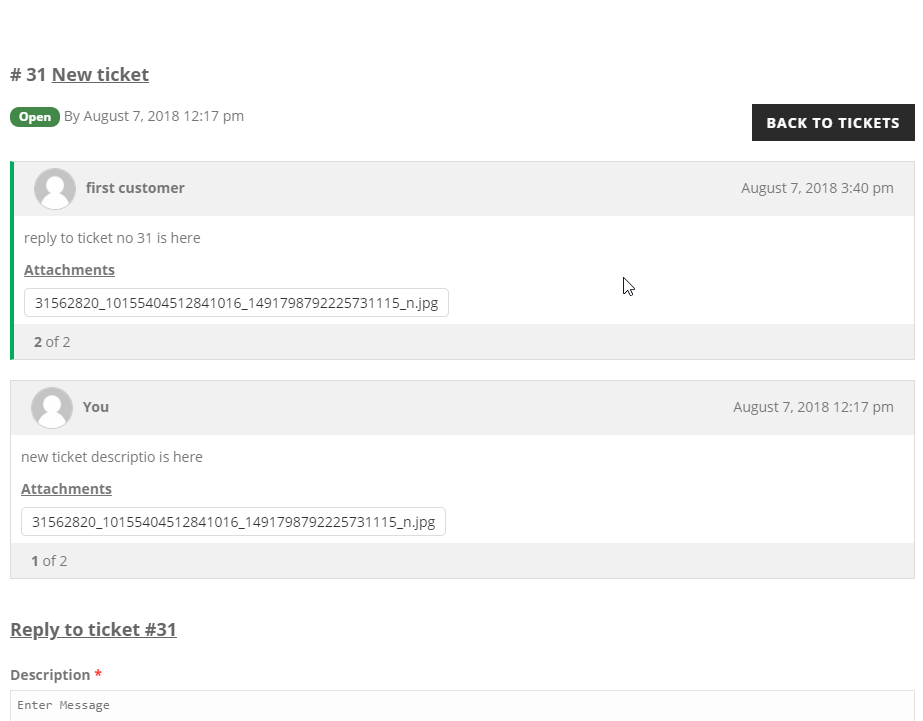 # 31 New ticket
Open By August 7, 2018 12:17 pm
BACK TO TICKETS
first customer
August 7, 2018 3:40 pm
reply to ticket no 31 is here
Attachments
31562820_10155404512841016_1491798792225731115_n.jpg
2 of 2
You
August 7, 2018 12:17 pm
new ticket descriptio is here
Attachments
31562820_10155404512841016_1491798792225731115_n.jpg
1 of 2
Reply to ticket #31
Description *
Enter Message